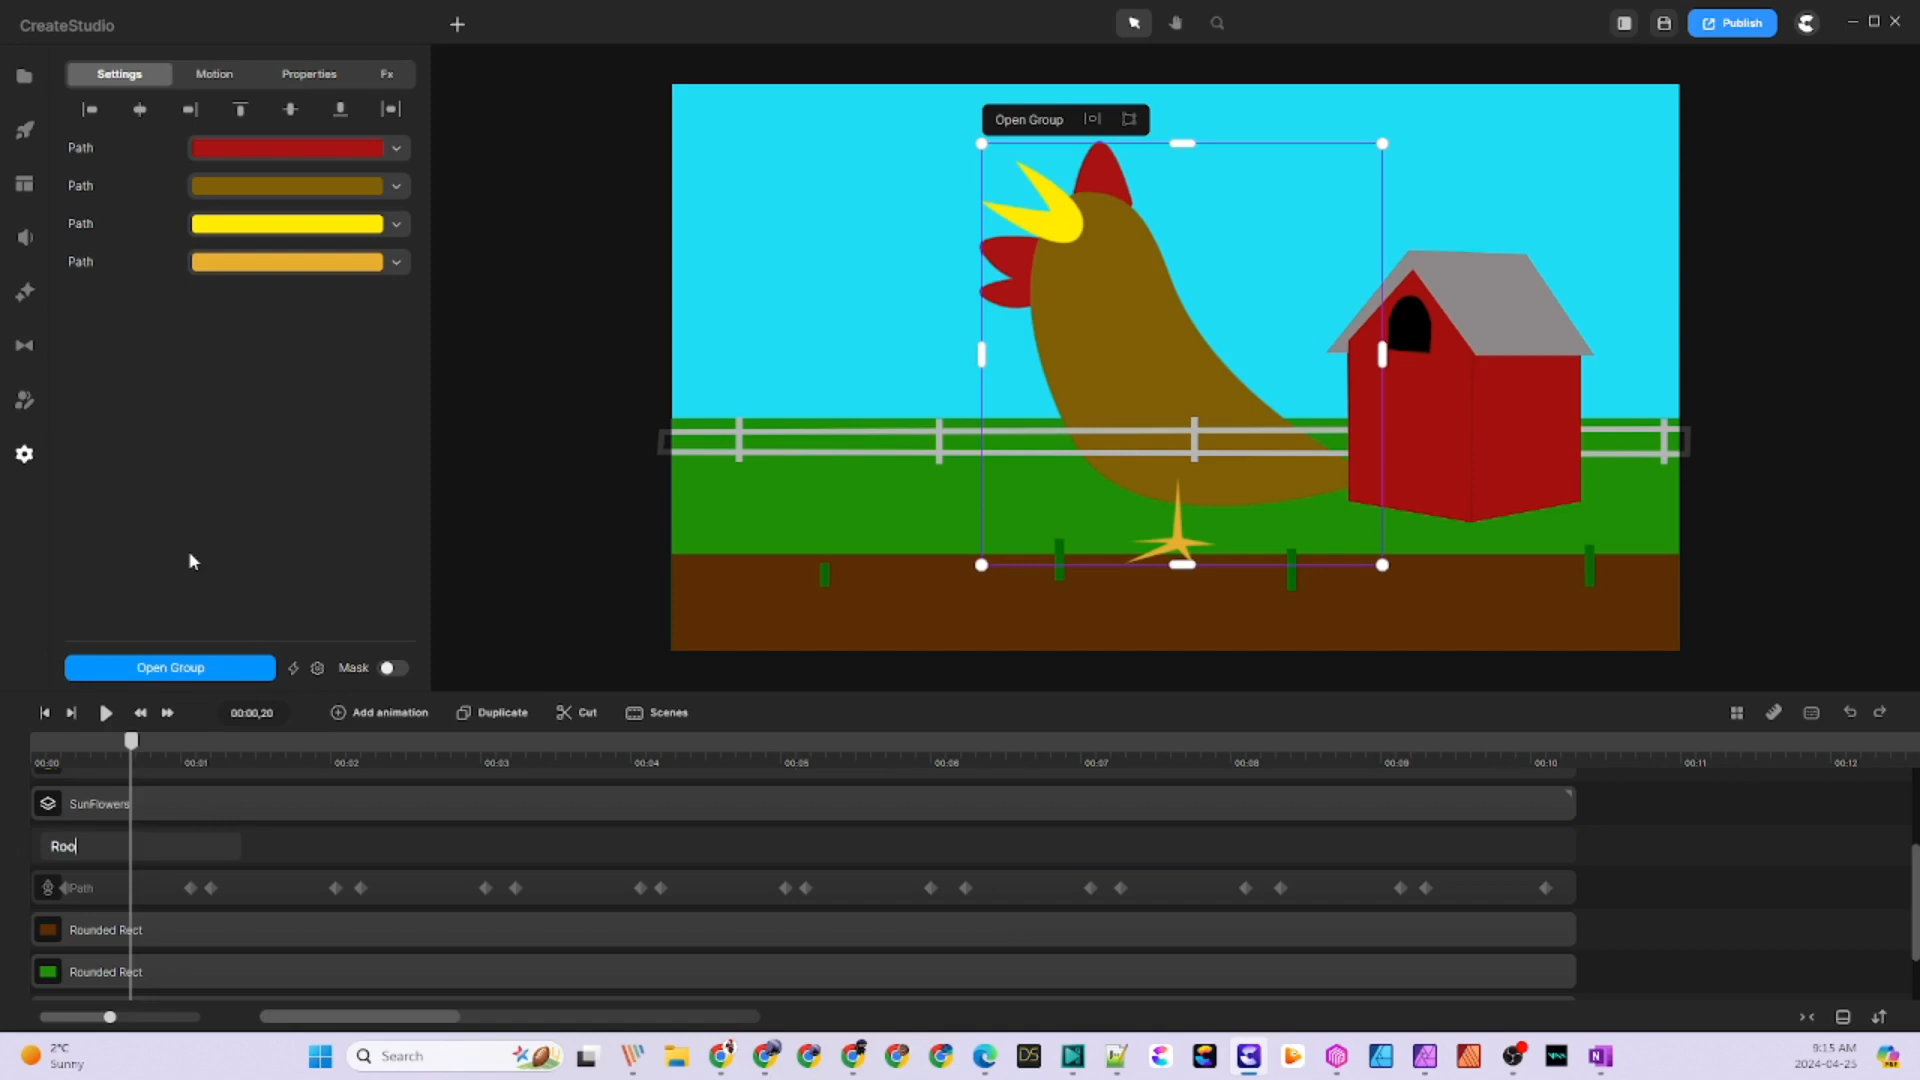 CreateStudio
Publish
Settings Motion Properties Fx
Path
Path
Path
Path
Open Group
Open Group Mask
00:00,20 Add animation Duplicate Cut Scenes
00:00 00:01 00:02 00:03 00:04 00:05 00:06 00:07 00:08 00:09 00:10 00:11 00:12
SunFlowers
Roo
Path
Rounded Rect
Rounded Rect
2°C
Sunny
Search
DS
9:15 AM
2024-04-25